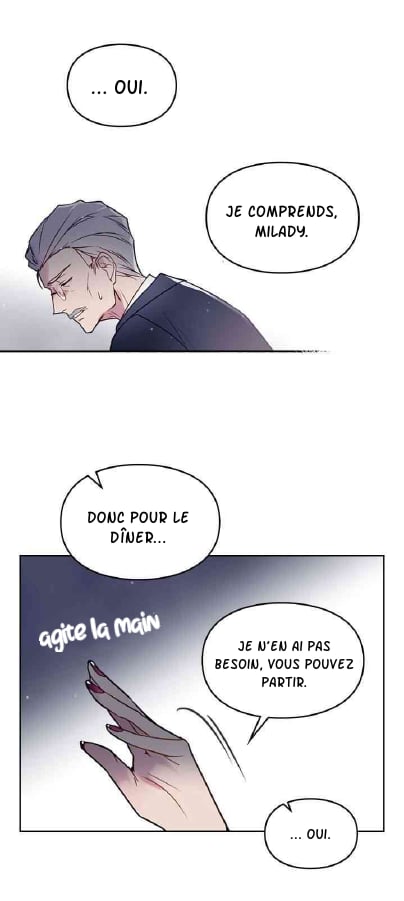 ... OUI.
JE COMPRENDS,
MILADY.
DONC POUR LE
DÎNER...
agite la main
JE N'EN AI PAS
BESOIN, VOUS POUVEZ
PARTIR.
... OUI.